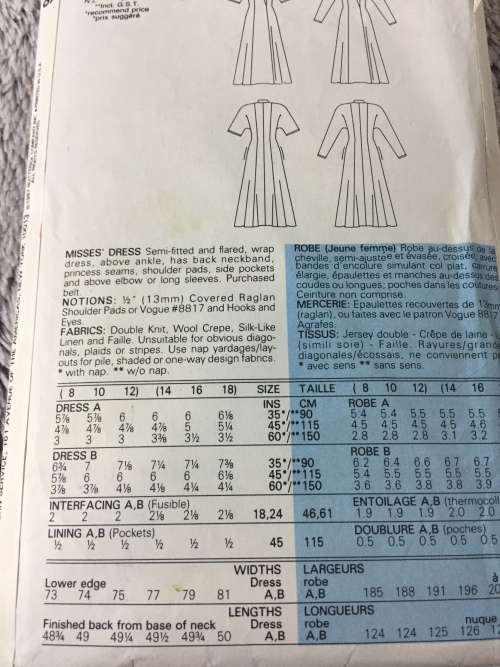 **Incl. G.S.T.
*recommend price
*prix suggéré
MISSES' DRESS Semi-fitted and flared, wrap
dress, above ankle, has back neckband,
princess seams, shoulder pads, side pockets
and above elbow or long sleeves. Purchased
belt.
NOTIONS: ½" (13mm) Covered Raglan
Shoulder Pads or Vogue #8817 and Hooks and
Eyes.
FABRICS: Double Knit, Wool Crepe, Silk-Like
Linen and Faille. Unsuitable for obvious diago-
nals, plaids or stripes. Use nap yardages/lay-
outs for pile, shaded or one-way design fabrics.
* with nap. ** w/o nap.
ROBE (Jeune femme) Robe au-dessus de la
cheville, semi-ajustée et évasée, croisée, avec
bandes d'encolure simulant col plat, carrure
élargie, épaulettes et manches au-dessus des
coudes ou longues; poches dans les coutures
Ceinture non comprise.
MERCERIE: Epaulettes recouvertes de 13mm
(raglan), ou faites avec le patron Vogue 8817
Agrafes.
TISSUS: Jersey double - Crêpe de laine -
(simili soie) - Faille. Rayures/grands
diagonales/écossais, ne conviennent
* avec sens ** sans sens.
( 8 10 12) (14 16 18) SIZE TAILLE ( 8 10 12) (14 16
DRESS A INS CM ROBE A
5⅞ 5⅞ 6 6 6 6⅛ 35*/**90 5.4 5.4 5.5 5.5 5.5
4⅞ 4⅞ 4⅞ 4⅞ 5 5¼ 45*/**115 4.5 4.5 4.5 4.5 4.6
3 3 3 3⅜ 3½ 3½ 60*/**150 2.8 2.8 2.8 3.1 3.2
DRESS B ROBE B
6¾ 7 7⅛ 7¼ 7¼ 7⅜ 35*/**90 6.2 6.4 6.6 6.7 6.7
5⅞ 6 6 6 6 6⅛ 45*/**115 5.4 5.5 5.5 5.5 5.5
3⅞ 3⅞ 4⅛ 4⅛ 4¼ 4¼ 60*/**150 3.6 3.6 3.8 3.8 3.9
INTERFACING A,B (Fusible) ENTOILAGE A,B (thermocoll
2 2 2 2⅛ 2⅛ 2⅛ 18,24 46,61 1.9 1.9 1.9 2.0 2.0
LINING A,B (Pockets) DOUBLURE A,B (poches)
½ ½ ½ ½ ½ ½ 45 115 0.5 0.5 0.5 0.5 0.5
WIDTHS LARGEURS
Lower edge Dress robe à
73 74 75 77 79 81 A,B A,B 185 188 191 196 20
LENGTHS LONGUEURS
Finished back from base of neck Dress robe nuque
48¾ 49 49¼ 49½ 49¾ 50 A,B A,B 124 124 125 126 12